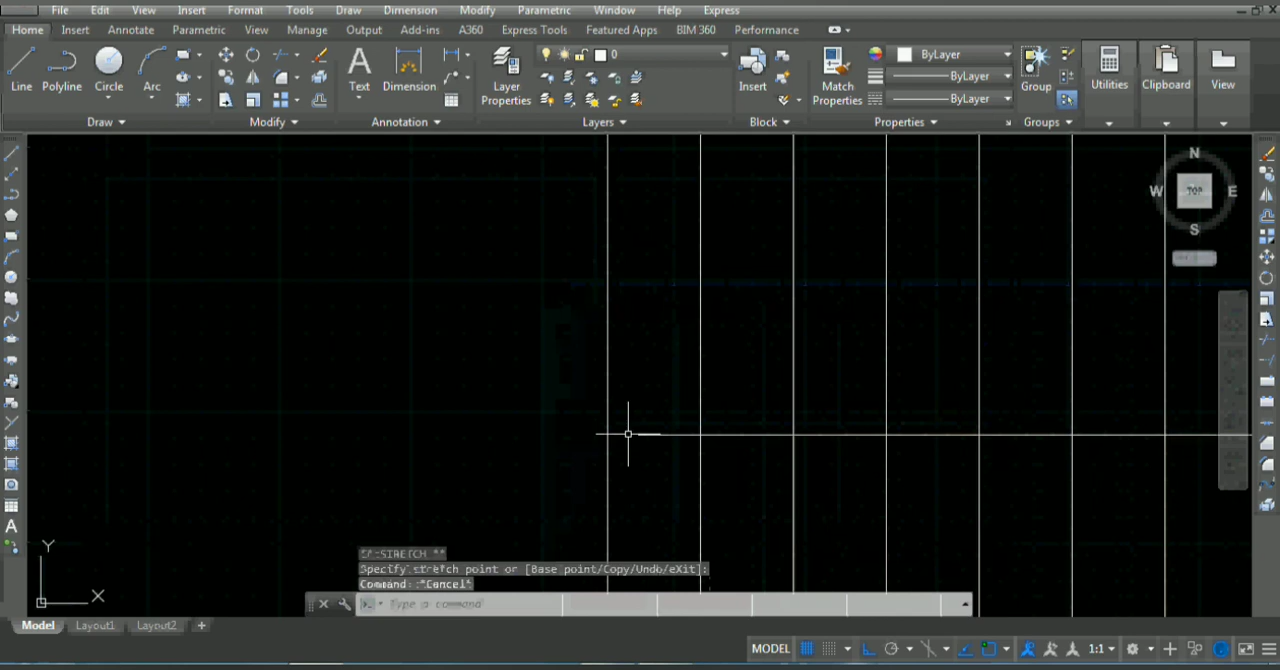 File Edit View Insert Format Tools Draw Dimension Modify Parametric Window Help Express
Home Insert Annotate Parametric View Manage Output Add-ins A360 Express Tools Featured Apps BIM 360 Performance
0 ByLayer
ByLayer
ByLayer
Line Polyline Circle Arc Text Dimension Layer Properties Insert Match Properties Group Utilities Clipboard View
Draw Modify Annotation Layers Block Properties Groups
N
W TOP E
S
Y
X
** STRETCH **
Specify stretch point or [Base point/Copy/Undo/eXit]:
Command: *Cancel*
Type a command
Model Layout1 Layout2 +
MODEL 1:1